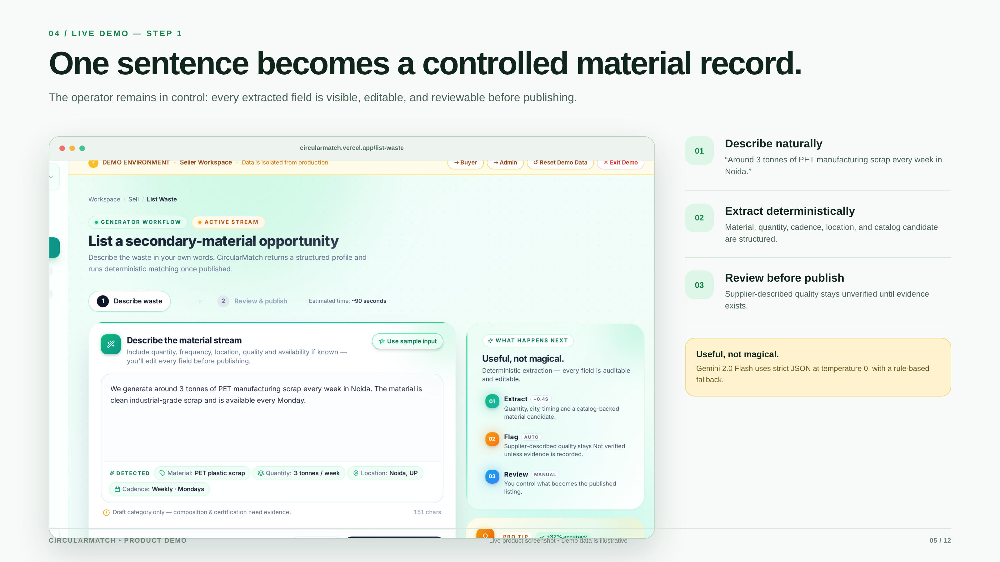 04 / LIVE DEMO — STEP 1
One sentence becomes a controlled material record.
The operator remains in control: every extracted field is visible, editable, and reviewable before publishing.
circularmatch.vercel.app/list-waste
DEMO ENVIRONMENT · Seller Workspace · Data is isolated from production
→ Buyer
→ Admin
↺ Reset Demo Data
✕ Exit Demo
Workspace / Sell / List Waste
GENERATOR WORKFLOW
ACTIVE STREAM
List a secondary-material opportunity
Describe the waste in your own words. CircularMatch returns a structured profile and
runs deterministic matching once published.
1 Describe waste
2 Review & publish
· Estimated time: ~90 seconds
Describe the material stream
Include quantity, frequency, location, quality and availability if known —
you'll edit every field before publishing.
Use sample input
We generate around 3 tonnes of PET manufacturing scrap every week in Noida. The material is
clean industrial-grade scrap and is available every Monday.
DETECTED
Material: PET plastic scrap
Quantity: 3 tonnes / week
Location: Noida, UP
Cadence: Weekly · Mondays
Draft category only — composition & certification need evidence.
151 chars
WHAT HAPPENS NEXT
Useful, not magical.
Deterministic extraction — every field is auditable
and editable.
01 Extract ~0.4S
Quantity, city, timing and a catalog-backed
material candidate.
02 Flag AUTO
Supplier-described quality stays Not verified
unless evidence is recorded.
03 Review MANUAL
You control what becomes the published
listing.
PRO TIP
+32% accuracy
01
Describe naturally
“Around 3 tonnes of PET manufacturing scrap every week in
Noida.”
02
Extract deterministically
Material, quantity, cadence, location, and catalog candidate
are structured.
03
Review before publish
Supplier-described quality stays unverified until evidence
exists.
Useful, not magical.
Gemini 2.0 Flash uses strict JSON at temperature 0, with a rule-based
fallback.
CIRCULARMATCH • PRODUCT DEMO
Live product screenshot • Demo data is illustrative
05 / 12